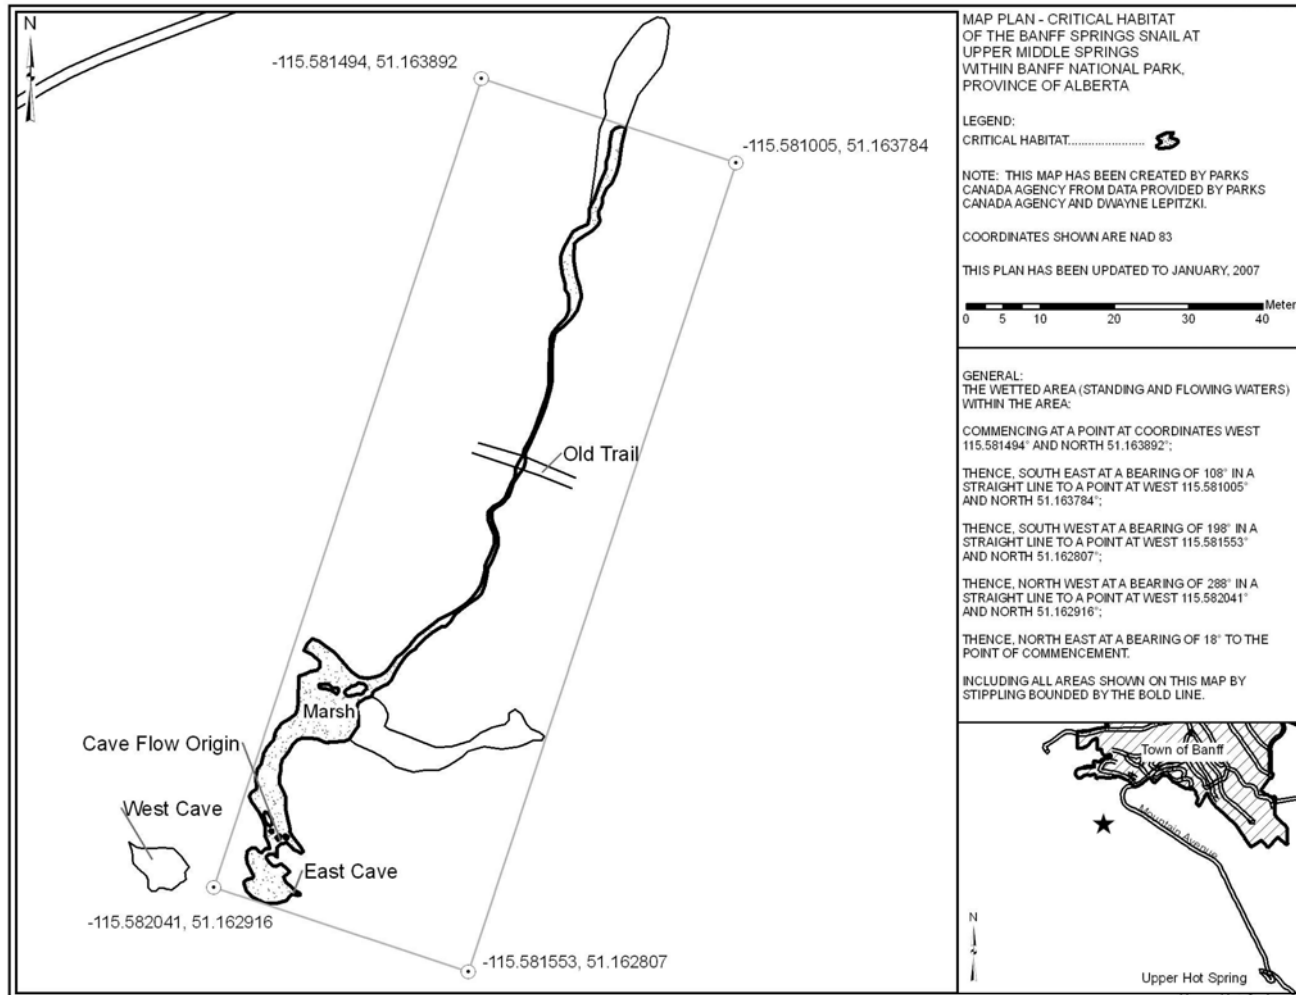 N
-115.581494, 51.163892
-115.581005, 51.163784
Old Trail
Marsh
Cave Flow Origin
West Cave
East Cave
-115.582041, 51.162916
-115.581553, 51.162807
MAP PLAN - CRITICAL HABITAT
OF THE BANFF SPRINGS SNAIL AT
UPPER MIDDLE SPRINGS
WITHIN BANFF NATIONAL PARK,
PROVINCE OF ALBERTA
LEGEND:
CRITICAL HABITAT.......................
NOTE: THIS MAP HAS BEEN CREATED BY PARKS
CANADA AGENCY FROM DATA PROVIDED BY PARKS
CANADA AGENCY AND DWAYNE LEPITZKI.
COORDINATES SHOWN ARE NAD 83
THIS PLAN HAS BEEN UPDATED TO JANUARY, 2007
Meter
0 5 10 20 30 40
GENERAL:
THE WETTED AREA (STANDING AND FLOWING WATERS)
WITHIN THE AREA:
COMMENCING AT A POINT AT COORDINATES WEST
115.581494° AND NORTH 51.163892°;
THENCE, SOUTH EAST AT A BEARING OF 108° IN A
STRAIGHT LINE TO A POINT AT WEST 115.581005°
AND NORTH 51.163784°;
THENCE, SOUTH WEST AT A BEARING OF 198° IN A
STRAIGHT LINE TO A POINT AT WEST 115.581553°
AND NORTH 51.162807°;
THENCE, NORTH WEST AT A BEARING OF 288° IN A
STRAIGHT LINE TO A POINT AT WEST 115.582041°
AND NORTH 51.162916°;
THENCE, NORTH EAST AT A BEARING OF 18° TO THE
POINT OF COMMENCEMENT.
INCLUDING ALL AREAS SHOWN ON THIS MAP BY
STIPPLING BOUNDED BY THE BOLD LINE.
Town of Banff
Mountain Avenue
N
Upper Hot Spring